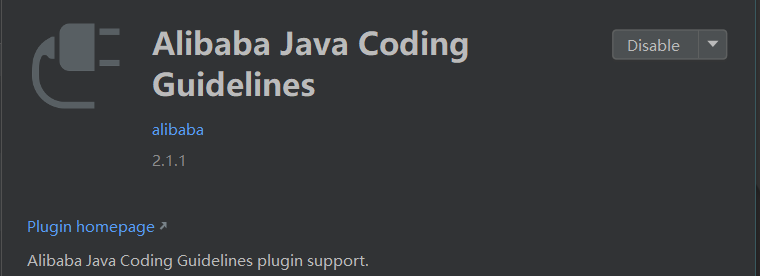 Alibaba Java Coding
Guidelines
Disable
alibaba
2.1.1
Plugin homepage
Alibaba Java Coding Guidelines plugin support.